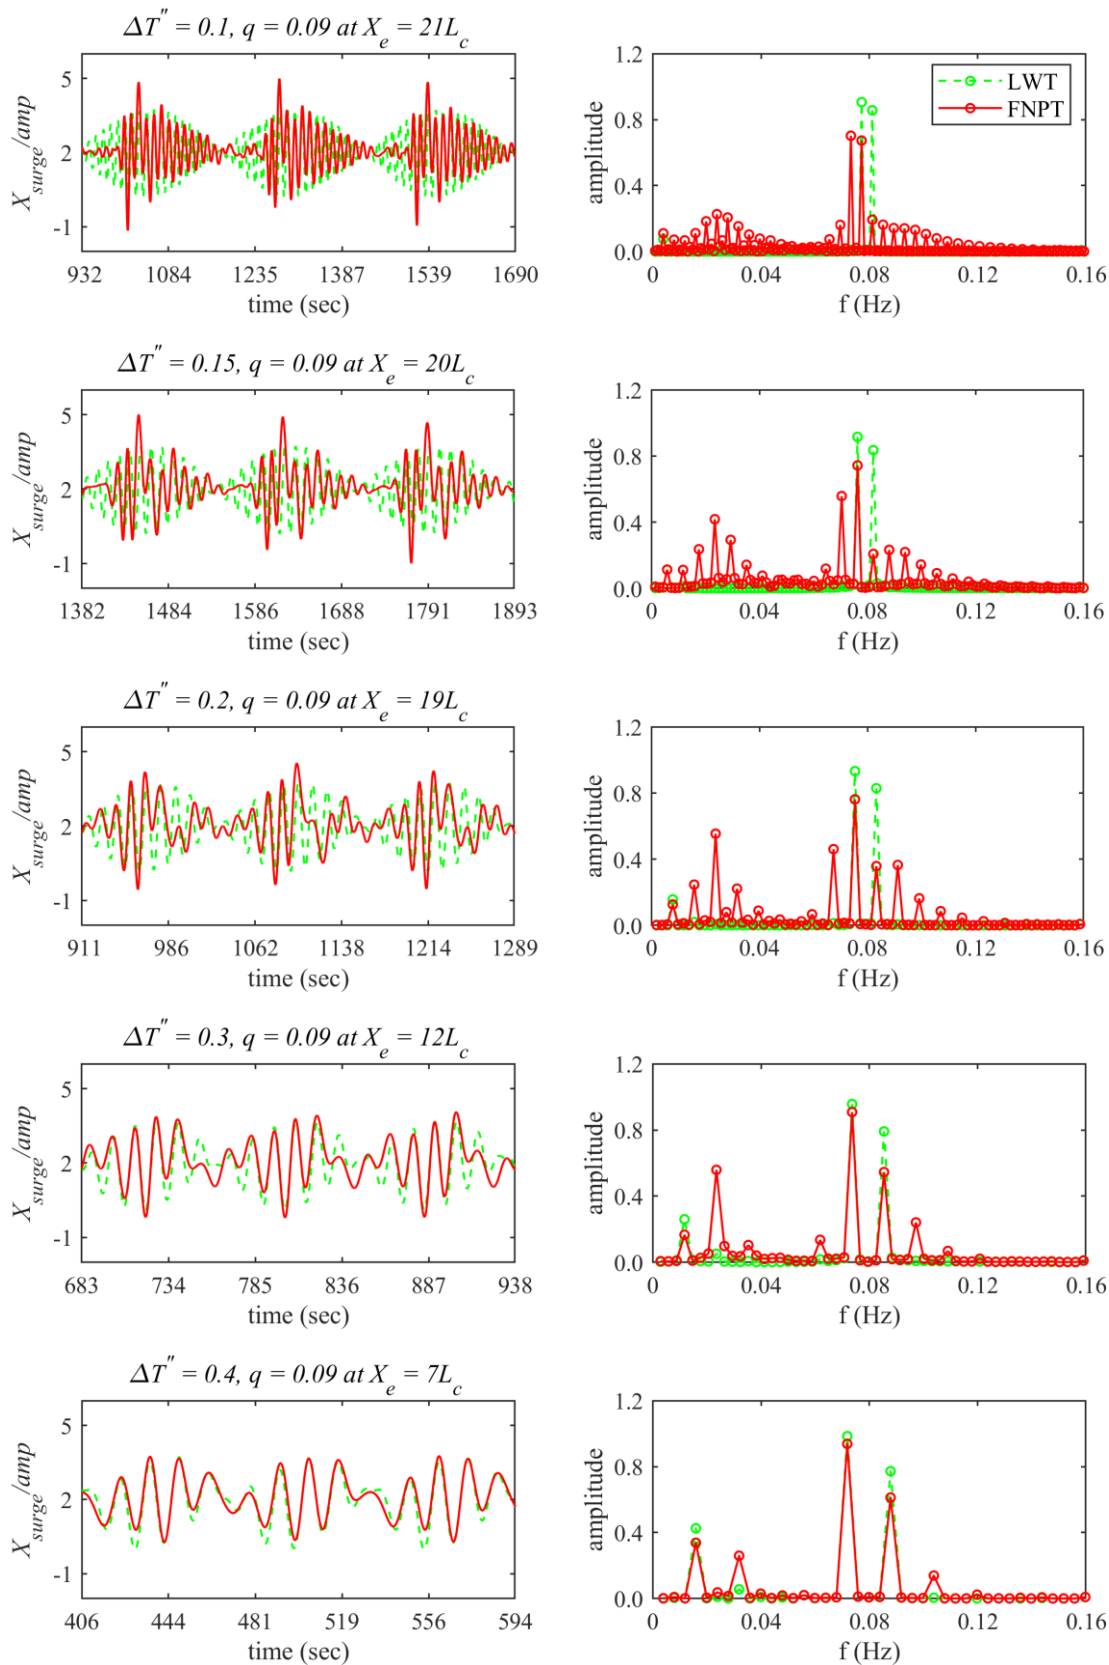 ΔT″ = 0.1, q = 0.09 at X_e = 21L_c
X_surge/amp
5
2
-1
932 1084 1235 1387 1539 1690
time (sec)
amplitude
1.2
0.8
0.4
0.0
0 0.04 0.08 0.12 0.16
f (Hz)
LWT
FNPT
ΔT″ = 0.15, q = 0.09 at X_e = 20L_c
X_surge/amp
5
2
-1
1382 1484 1586 1688 1791 1893
time (sec)
amplitude
1.2
0.8
0.4
0.0
0 0.04 0.08 0.12 0.16
f (Hz)
ΔT″ = 0.2, q = 0.09 at X_e = 19L_c
X_surge/amp
5
2
-1
911 986 1062 1138 1214 1289
time (sec)
amplitude
1.2
0.8
0.4
0.0
0 0.04 0.08 0.12 0.16
f (Hz)
ΔT″ = 0.3, q = 0.09 at X_e = 12L_c
X_surge/amp
5
2
-1
683 734 785 836 887 938
time (sec)
amplitude
1.2
0.8
0.4
0.0
0 0.04 0.08 0.12 0.16
f (Hz)
ΔT″ = 0.4, q = 0.09 at X_e = 7L_c
X_surge/amp
5
2
-1
406 444 481 519 556 594
time (sec)
amplitude
1.2
0.8
0.4
0.0
0 0.04 0.08 0.12 0.16
f (Hz)